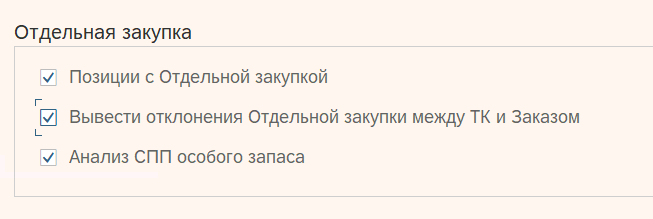 Отдельная закупка
Позиции с Отдельной закупкой
Вывести отклонения Отдельной закупки между ТК и Заказом
Анализ СПП особого запаса